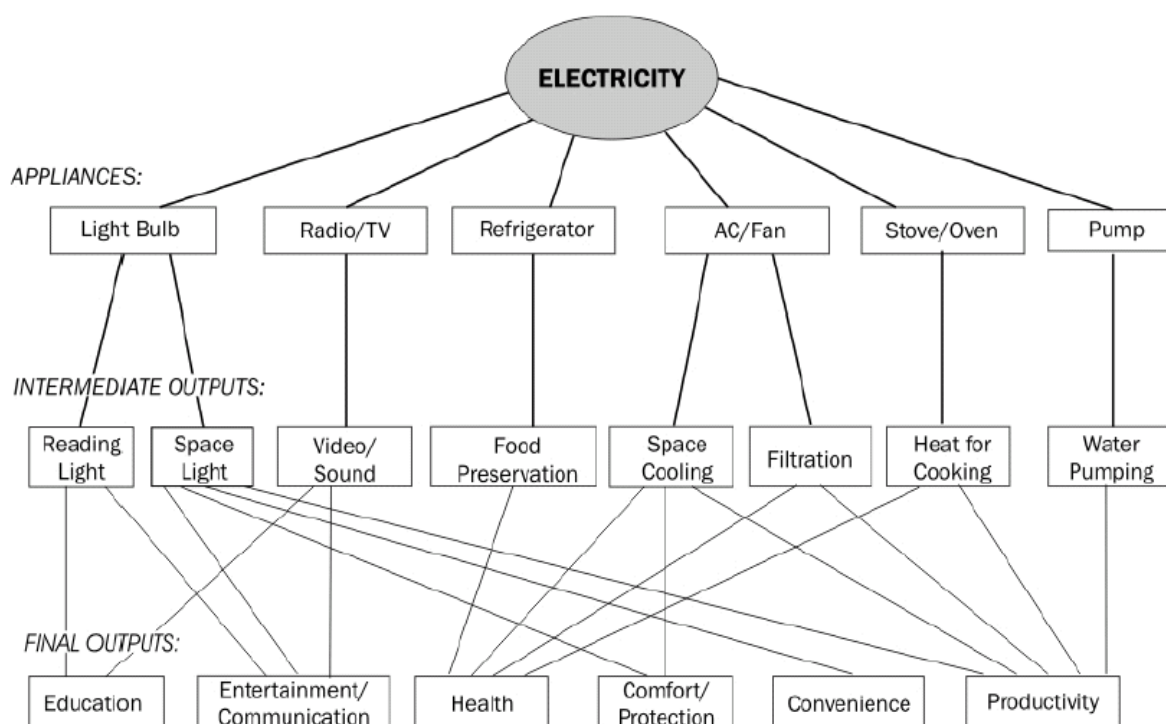 ELECTRICITY
APPLIANCES:
Light Bulb
Radio/TV
Refrigerator
AC/Fan
Stove/Oven
Pump
INTERMEDIATE OUTPUTS:
Reading
Light
Space
Light
Video/
Sound
Food
Preservation
Space
Cooling
Filtration
Heat for
Cooking
Water
Pumping
FINAL OUTPUTS:
Education
Entertainment/
Communication
Health
Comfort/
Protection
Convenience
Productivity